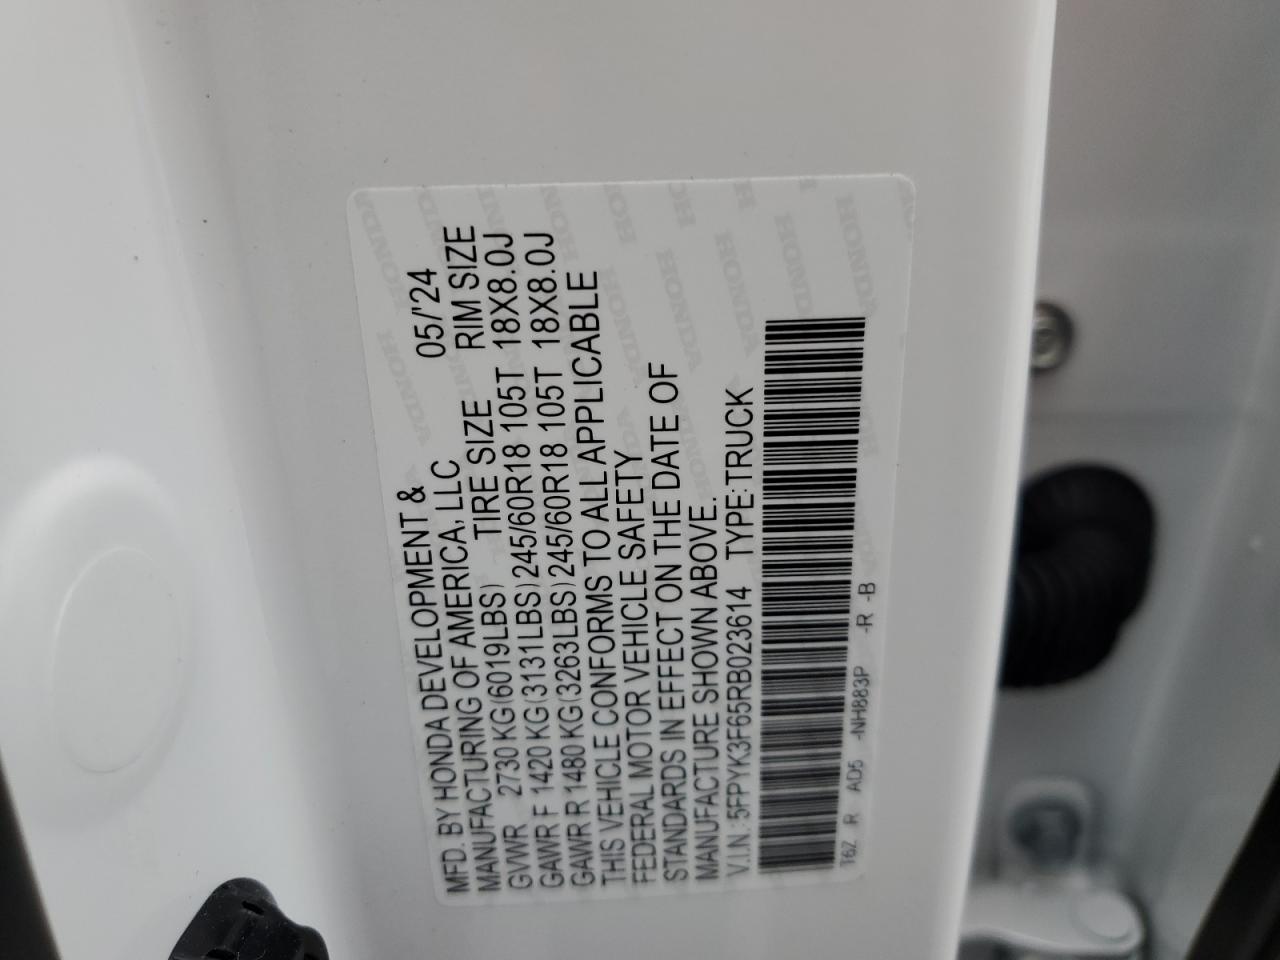 MFD. BY HONDA DEVELOPMENT &
MANUFACTURING OF AMERICA, LLC 05/'24
GVWR 2730 KG (6019LBS) TIRE SIZE RIM SIZE
GAWR F 1420 KG (3131LBS) 245/60R18 105T 18X8.0J
GAWR R 1480 KG (3263LBS) 245/60R18 105T 18X8.0J
THIS VEHICLE CONFORMS TO ALL APPLICABLE
FEDERAL MOTOR VEHICLE SAFETY
STANDARDS IN EFFECT ON THE DATE OF
MANUFACTURE SHOWN ABOVE.
V.I.N.: 5FPYK3F65RB023614 TYPE: TRUCK
T6Z R AD5 -NH883P -R -B